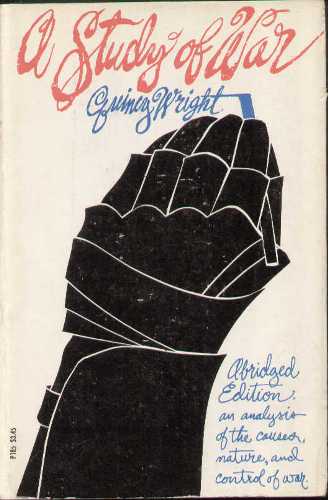 A Study of War
Quincy Wright
Abridged
Edition:
an analysis
of the causes,
nature, and
control of war
P185 $3.45